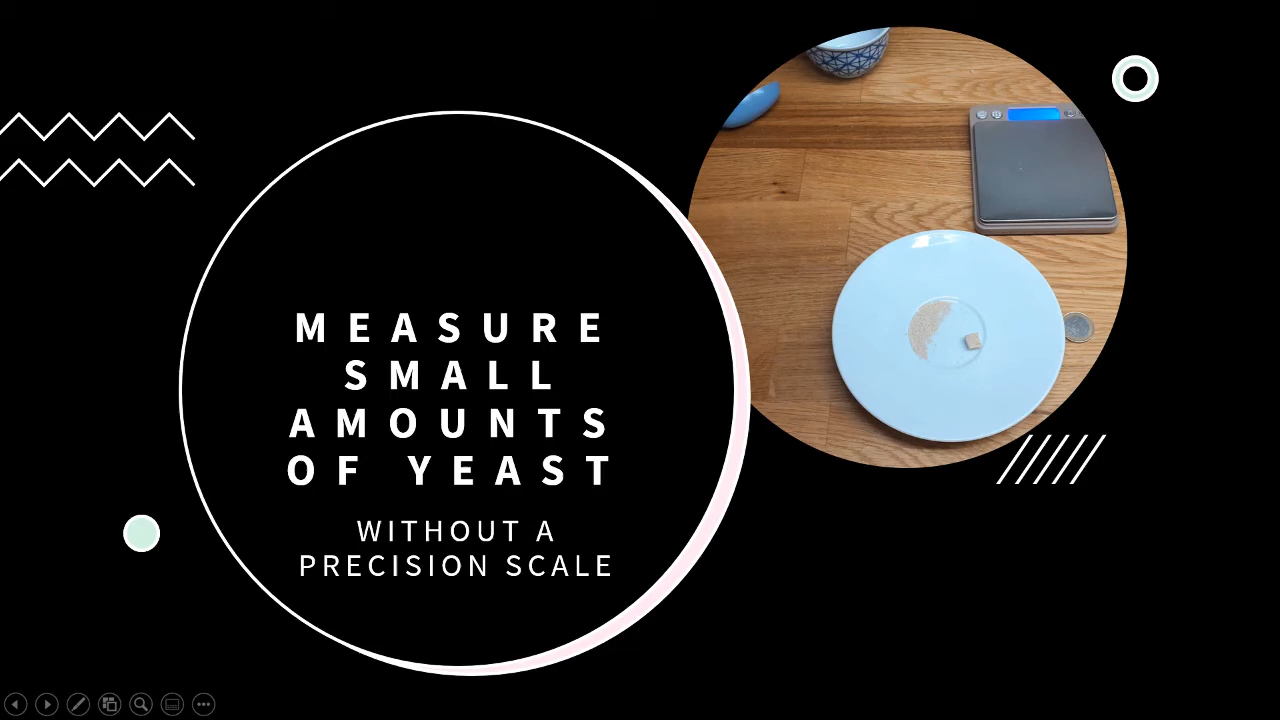 MEASURE
SMALL
AMOUNTS
OF YEAST
WITHOUT A
PRECISION SCALE